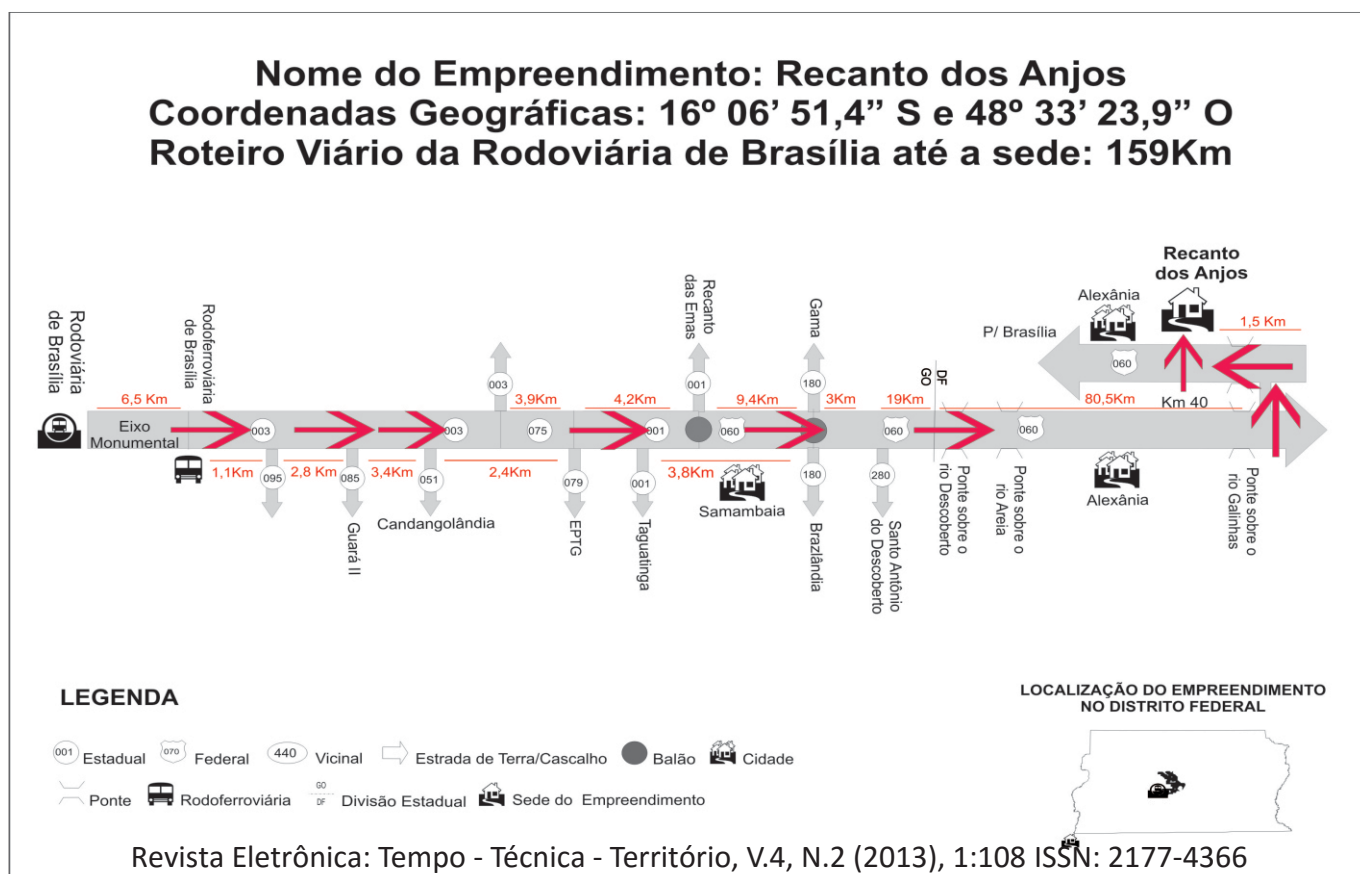 Nome do Empreendimento: Recanto dos Anjos
Coordenadas Geográficas: 16º 06’ 51,4” S e 48º 33’ 23,9” O
Roteiro Viário da Rodoviária de Brasília até a sede: 159Km
Rodoviária
de Brasília
6,5 Km
Eixo
Monumental
Rodoferroviária
de Brasília
003
1,1Km
095
2,8 Km
085
Guará II
3,4Km
003
051
Candangolândia
003
2,4Km
3,9Km
075
079
EPTG
4,2Km
001
001
Taguatinga
Recanto
das Emas
001
3,8Km
060
9,4Km
Samambaia
Gama
180
180
Brazlândia
3Km
060
280
Santo Antônio
do Descoberto
19Km
GO
DF
Ponte sobre o
rio Descoberto
Ponte sobre o
rio Areia
060
80,5Km
Alexânia
Ponte sobre o
rio Galinhas
P/ Brasília
Alexânia
060
Km 40
Recanto
dos Anjos
1,5 Km
LEGENDA
001 Estadual
070 Federal
440 Vicinal
Estrada de Terra/Cascalho
Balão
Cidade
Ponte
Rodoferroviária
GO
DF
Divisão Estadual
Sede do Empreendimento
LOCALIZAÇÃO DO EMPREENDIMENTO
NO DISTRITO FEDERAL
Revista Eletrônica: Tempo - Técnica - Território, V.4, N.2 (2013), 1:108 ISSN: 2177-4366